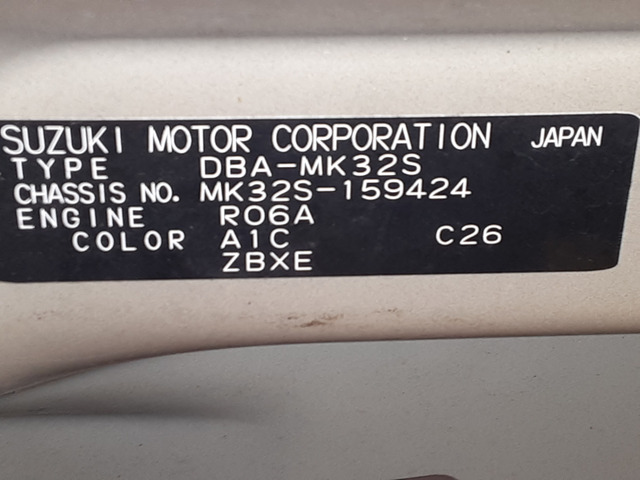 SUZUKI MOTOR CORPORATION JAPAN
TYPE DBA-MK32S
CHASSIS NO. MK32S-159424
ENGINE R06A
COLOR A1C C26
ZBXE